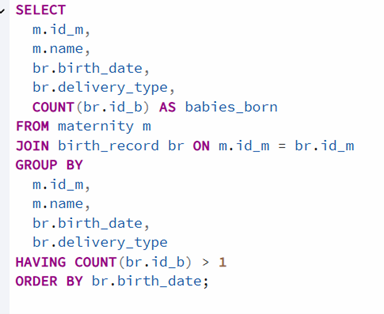 SELECT
  m.id_m,
  m.name,
  br.birth_date,
  br.delivery_type,
  COUNT(br.id_b) AS babies_born
FROM maternity m
JOIN birth_record br ON m.id_m = br.id_m
GROUP BY
  m.id_m,
  m.name,
  br.birth_date,
  br.delivery_type
HAVING COUNT(br.id_b) > 1
ORDER BY br.birth_date;